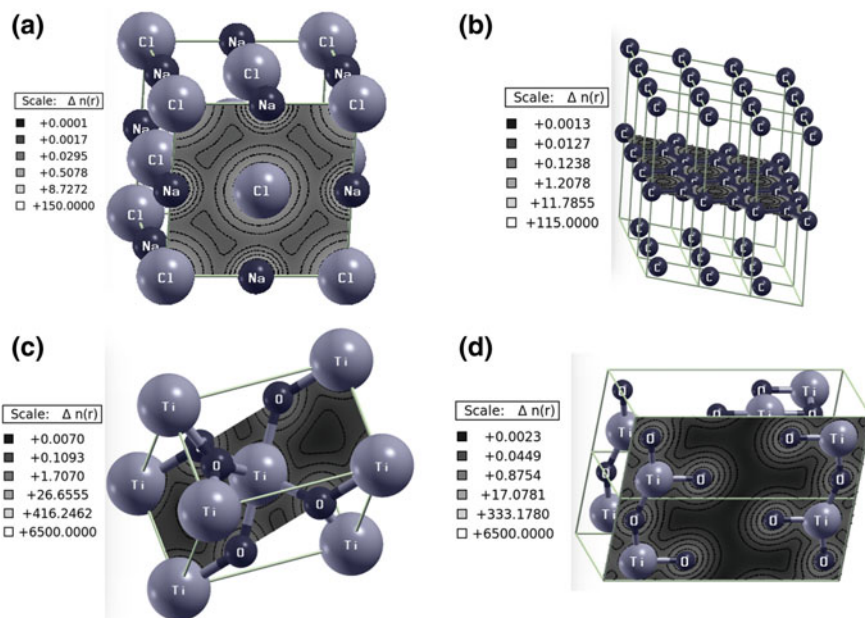 (a)
Cl Na Cl
Na Cl Na
Cl Na Cl
Scale: Δ n(r)
+0.0001
+0.0017
+0.0295
+0.5078
+8.7272
+150.0000
Na
Cl
Na Cl Na
Cl
Na
Cl Na Cl
(b)
C C C C
Scale: Δ n(r)
+0.0013
+0.0127
+0.1238
+1.2078
+11.7855
+115.0000
(c)
Ti
O
Ti
Scale: Δ n(r)
+0.0070
+0.1093
+1.7070
+26.6555
+416.2462
+6500.0000
Ti O Ti Ti
Ti O
O Ti
Ti
(d)
Scale: Δ n(r)
+0.0023
+0.0449
+0.8754
+17.0781
+333.1780
+6500.0000
O O Ti
Ti
Ti O O Ti
O
Ti O O
Ti
O O Ti
Ti O O O